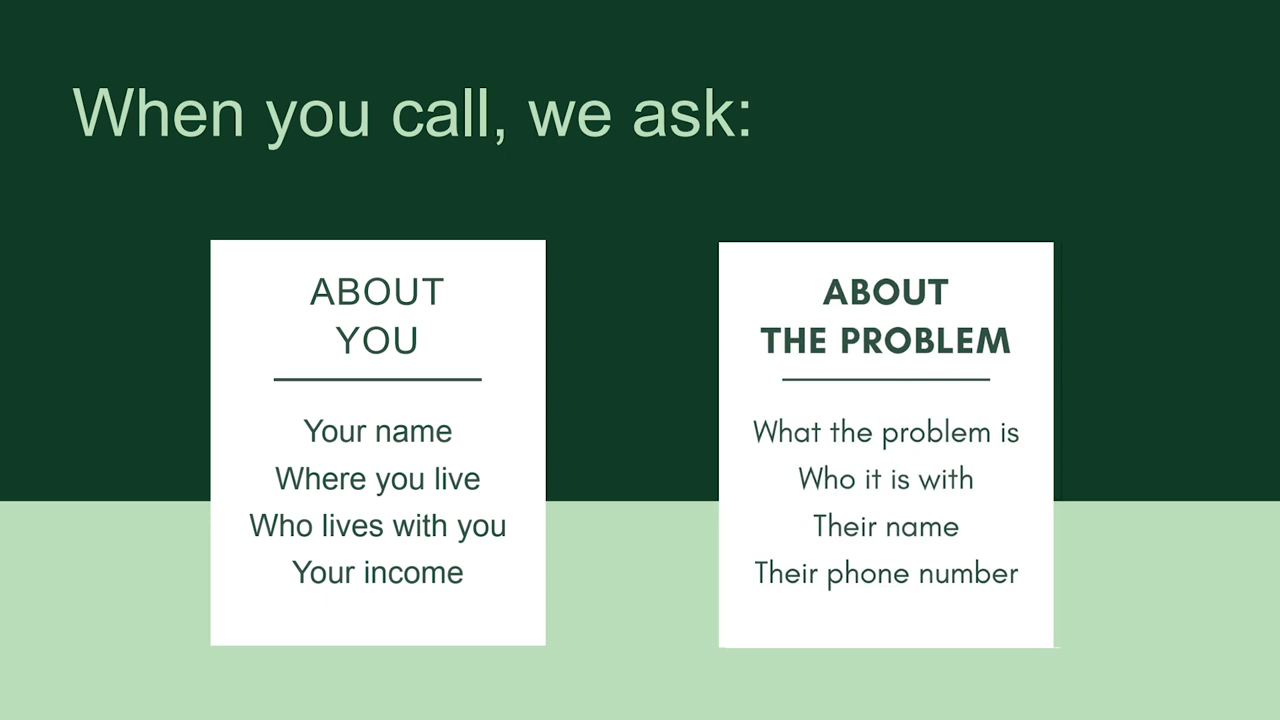 When you call, we ask:
ABOUT
YOU
Your name
Where you live
Who lives with you
Your income
ABOUT
THE PROBLEM
What the problem is
Who it is with
Their name
Their phone number